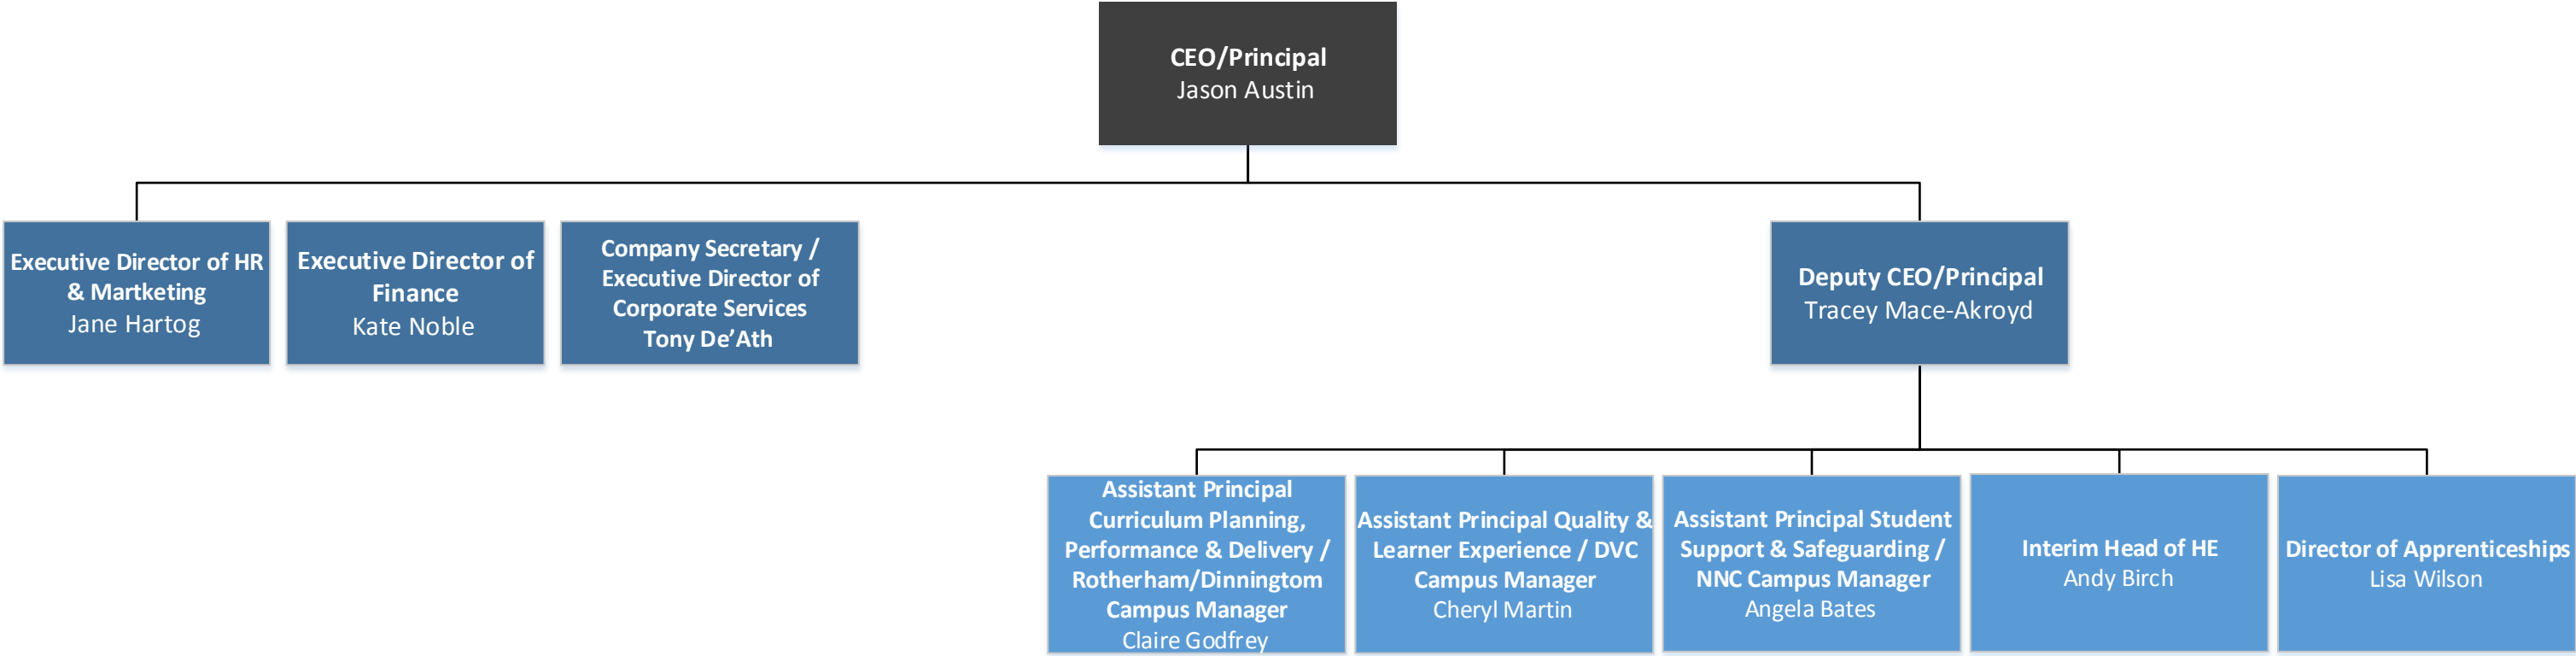 CEO/Principal
Jason Austin
Executive Director of HR
& Martketing
Jane Hartog
Executive Director of
Finance
Kate Noble
Company Secretary /
Executive Director of
Corporate Services
Tony De’Ath
Deputy CEO/Principal
Tracey Mace-Akroyd
Assistant Principal
Curriculum Planning,
Performance & Delivery /
Rotherham/Dinningtom
Campus Manager
Claire Godfrey
Assistant Principal Quality &
Learner Experience / DVC
Campus Manager
Cheryl Martin
Assistant Principal Student
Support & Safeguarding /
NNC Campus Manager
Angela Bates
Interim Head of HE
Andy Birch
Director of Apprenticeships
Lisa Wilson